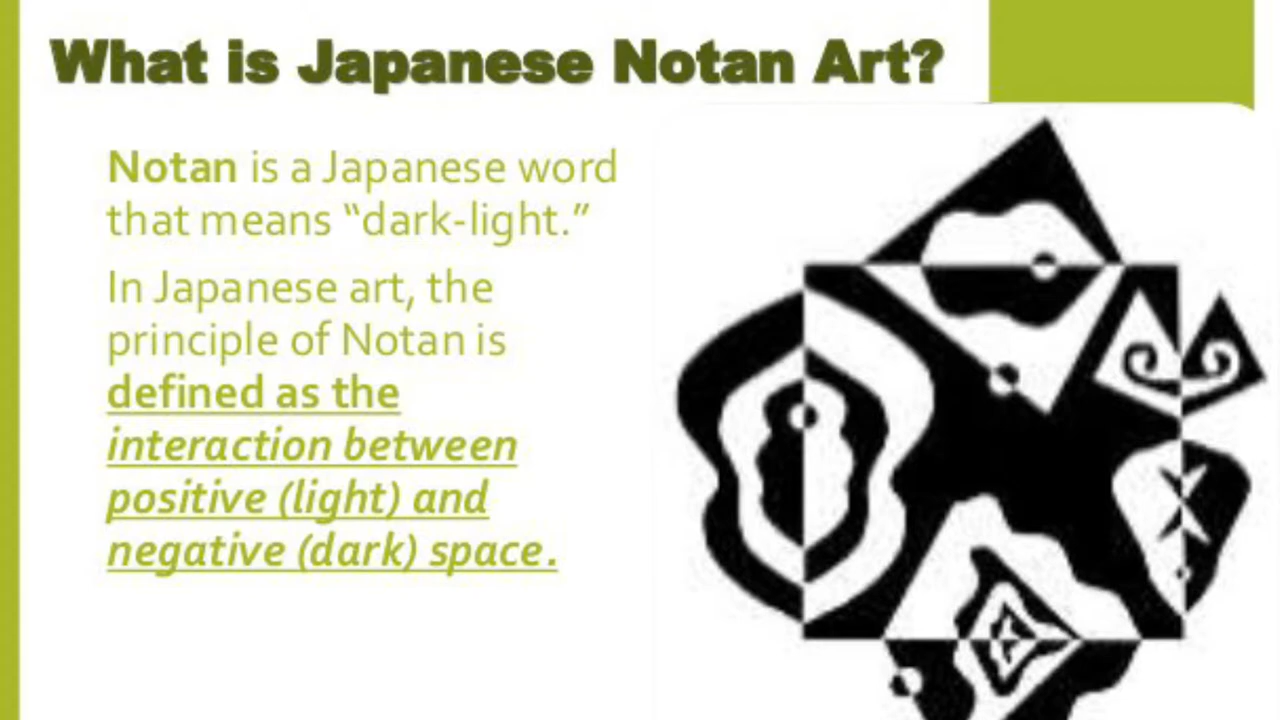 What is Japanese Notan Art?
Notan is a Japanese word
that means “dark-light.”
In Japanese art, the
principle of Notan is
defined as the
interaction between
positive (light) and
negative (dark) space.